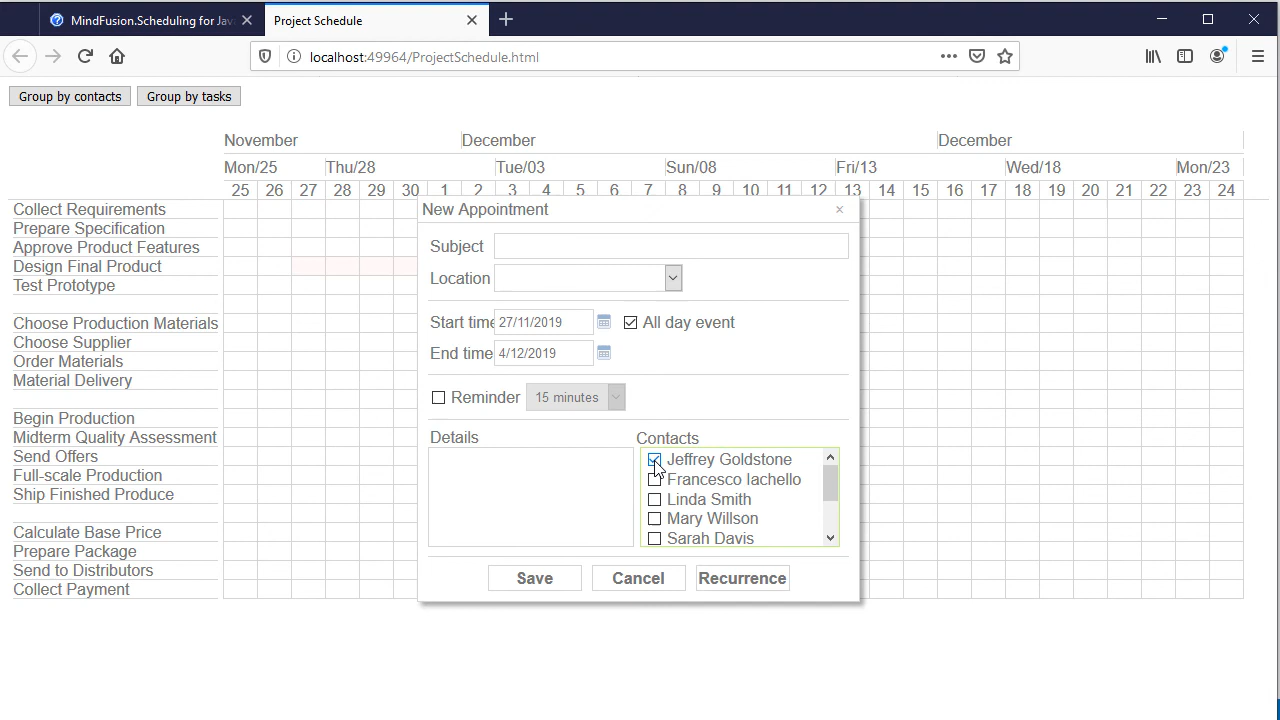 MindFusion.Scheduling for Java
Project Schedule
localhost:49964/ProjectSchedule.html
Group by contacts
Group by tasks
November
December
December
Mon/25
Thu/28
Tue/03
Sun/08
Fri/13
Wed/18
Mon/23
25 26 27 28 29 30 1 2 3 4 5 6 7 8 9 10 11 12 13 14 15 16 17 18 19 20 21 22 23 24
Collect Requirements
Prepare Specification
Approve Product Features
Design Final Product
Test Prototype
Choose Production Materials
Choose Supplier
Order Materials
Material Delivery
Begin Production
Midterm Quality Assessment
Send Offers
Full-scale Production
Ship Finished Produce
Calculate Base Price
Prepare Package
Send to Distributors
Collect Payment
New Appointment
Subject
Location
Start time 27/11/2019 All day event
End time 4/12/2019
Reminder 15 minutes
Details
Contacts
Jeffrey Goldstone
Francesco Iachello
Linda Smith
Mary Willson
Sarah Davis
Save
Cancel
Recurrence